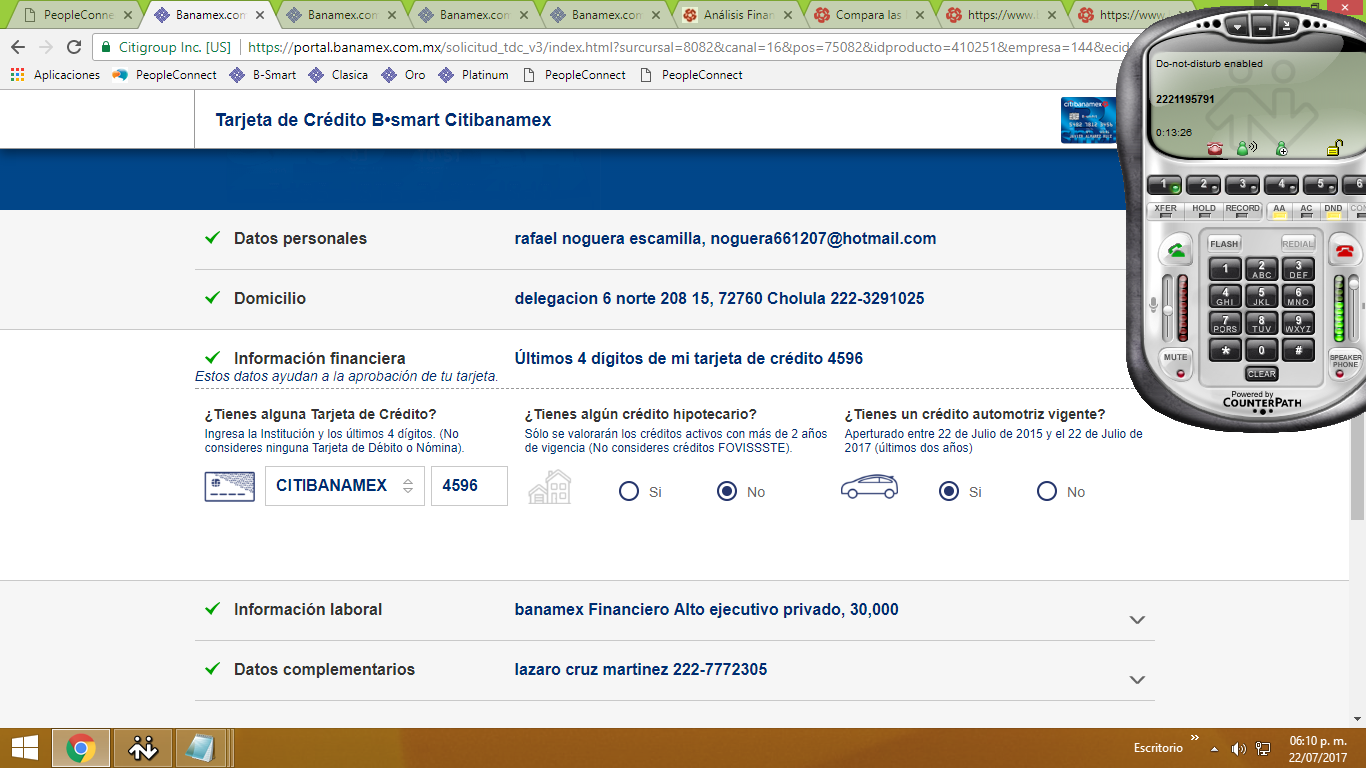 PeopleConne
Banamex.con
Banamex.con
Banamex.con
Banamex.con
Análisis Finan
Compara las
https://www.
https://www.
Citigroup Inc. [US]
https://portal.banamex.com.mx/solicitud_tdc_v3/index.html?surcursal=8082&canal=16&pos=75082&idproducto=410251&empresa=144&ecid
Aplicaciones
PeopleConnect
B-Smart
Clasica
Oro
Platinum
PeopleConnect
PeopleConnect
Tarjeta de Crédito B•smart Citibanamex
citibanamex
Datos personales
rafael noguera escamilla, noguera661207@hotmail.com
Domicilio
delegacion 6 norte 208 15, 72760 Cholula 222-3291025
Información financiera
Últimos 4 dígitos de mi tarjeta de crédito 4596
Estos datos ayudan a la aprobación de tu tarjeta.
¿Tienes alguna Tarjeta de Crédito?
Ingresa la Institución y los últimos 4 dígitos. (No
consideres ninguna Tarjeta de Débito o Nómina).
CITIBANAMEX
4596
¿Tienes algún crédito hipotecario?
Sólo se valorarán los créditos activos con más de 2 años
de vigencia (No consideres créditos FOVISSSTE).
Si
No
¿Tienes un crédito automotriz vigente?
Aperturado entre 22 de Julio de 2015 y el 22 de Julio de
2017 (últimos dos años)
Si
No
Información laboral
banamex Financiero Alto ejecutivo privado, 30,000
Datos complementarios
lazaro cruz martinez 222-7772305
Do-not-disturb enabled
2221195791
0:13:26
1 2 3 4 5 6
XFER HOLD RECORD AA AC DND CON
FLASH
REDIAL
1
2 ABC
3 DEF
4 GHI
5 JKL
6 MNO
7 PQRS
8 TUV
9 WXYZ
* 0 #
MUTE
SPEAKER
PHONE
CLEAR
Powered by
COUNTERPATH
Escritorio
06:10 p. m.
22/07/2017